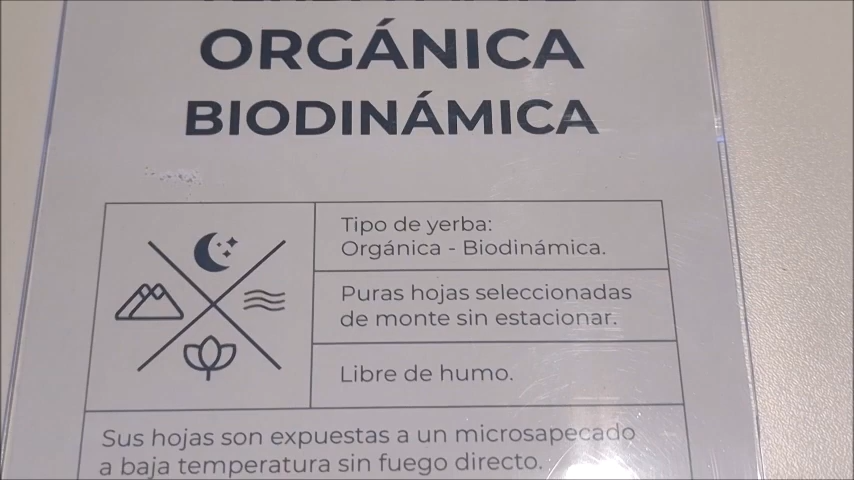 ORGÁNICA
BIODINÁMICA
Tipo de yerba:
Orgánica - Biodinámica.
Puras hojas seleccionadas
de monte sin estacionar.
Libre de humo.
Sus hojas son expuestas a un microsapecado
a baja temperatura sin fuego directo.